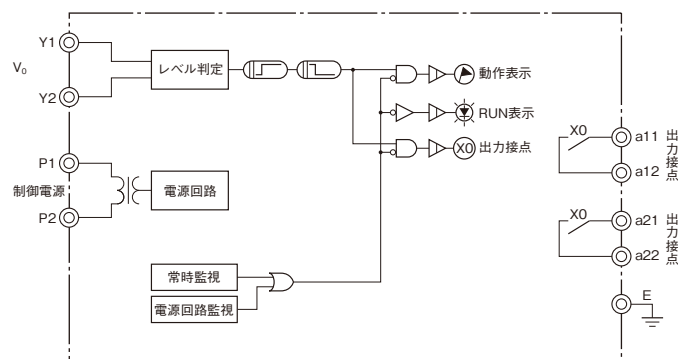 Y1
V₀
Y2
レベル判定
動作表示
RUN表示
X0
出力接点
P1
制御電源
P2
電源回路
常時監視
電源回路監視
X0
a11
a12
出力接点
X0
a21
a22
出力接点
E